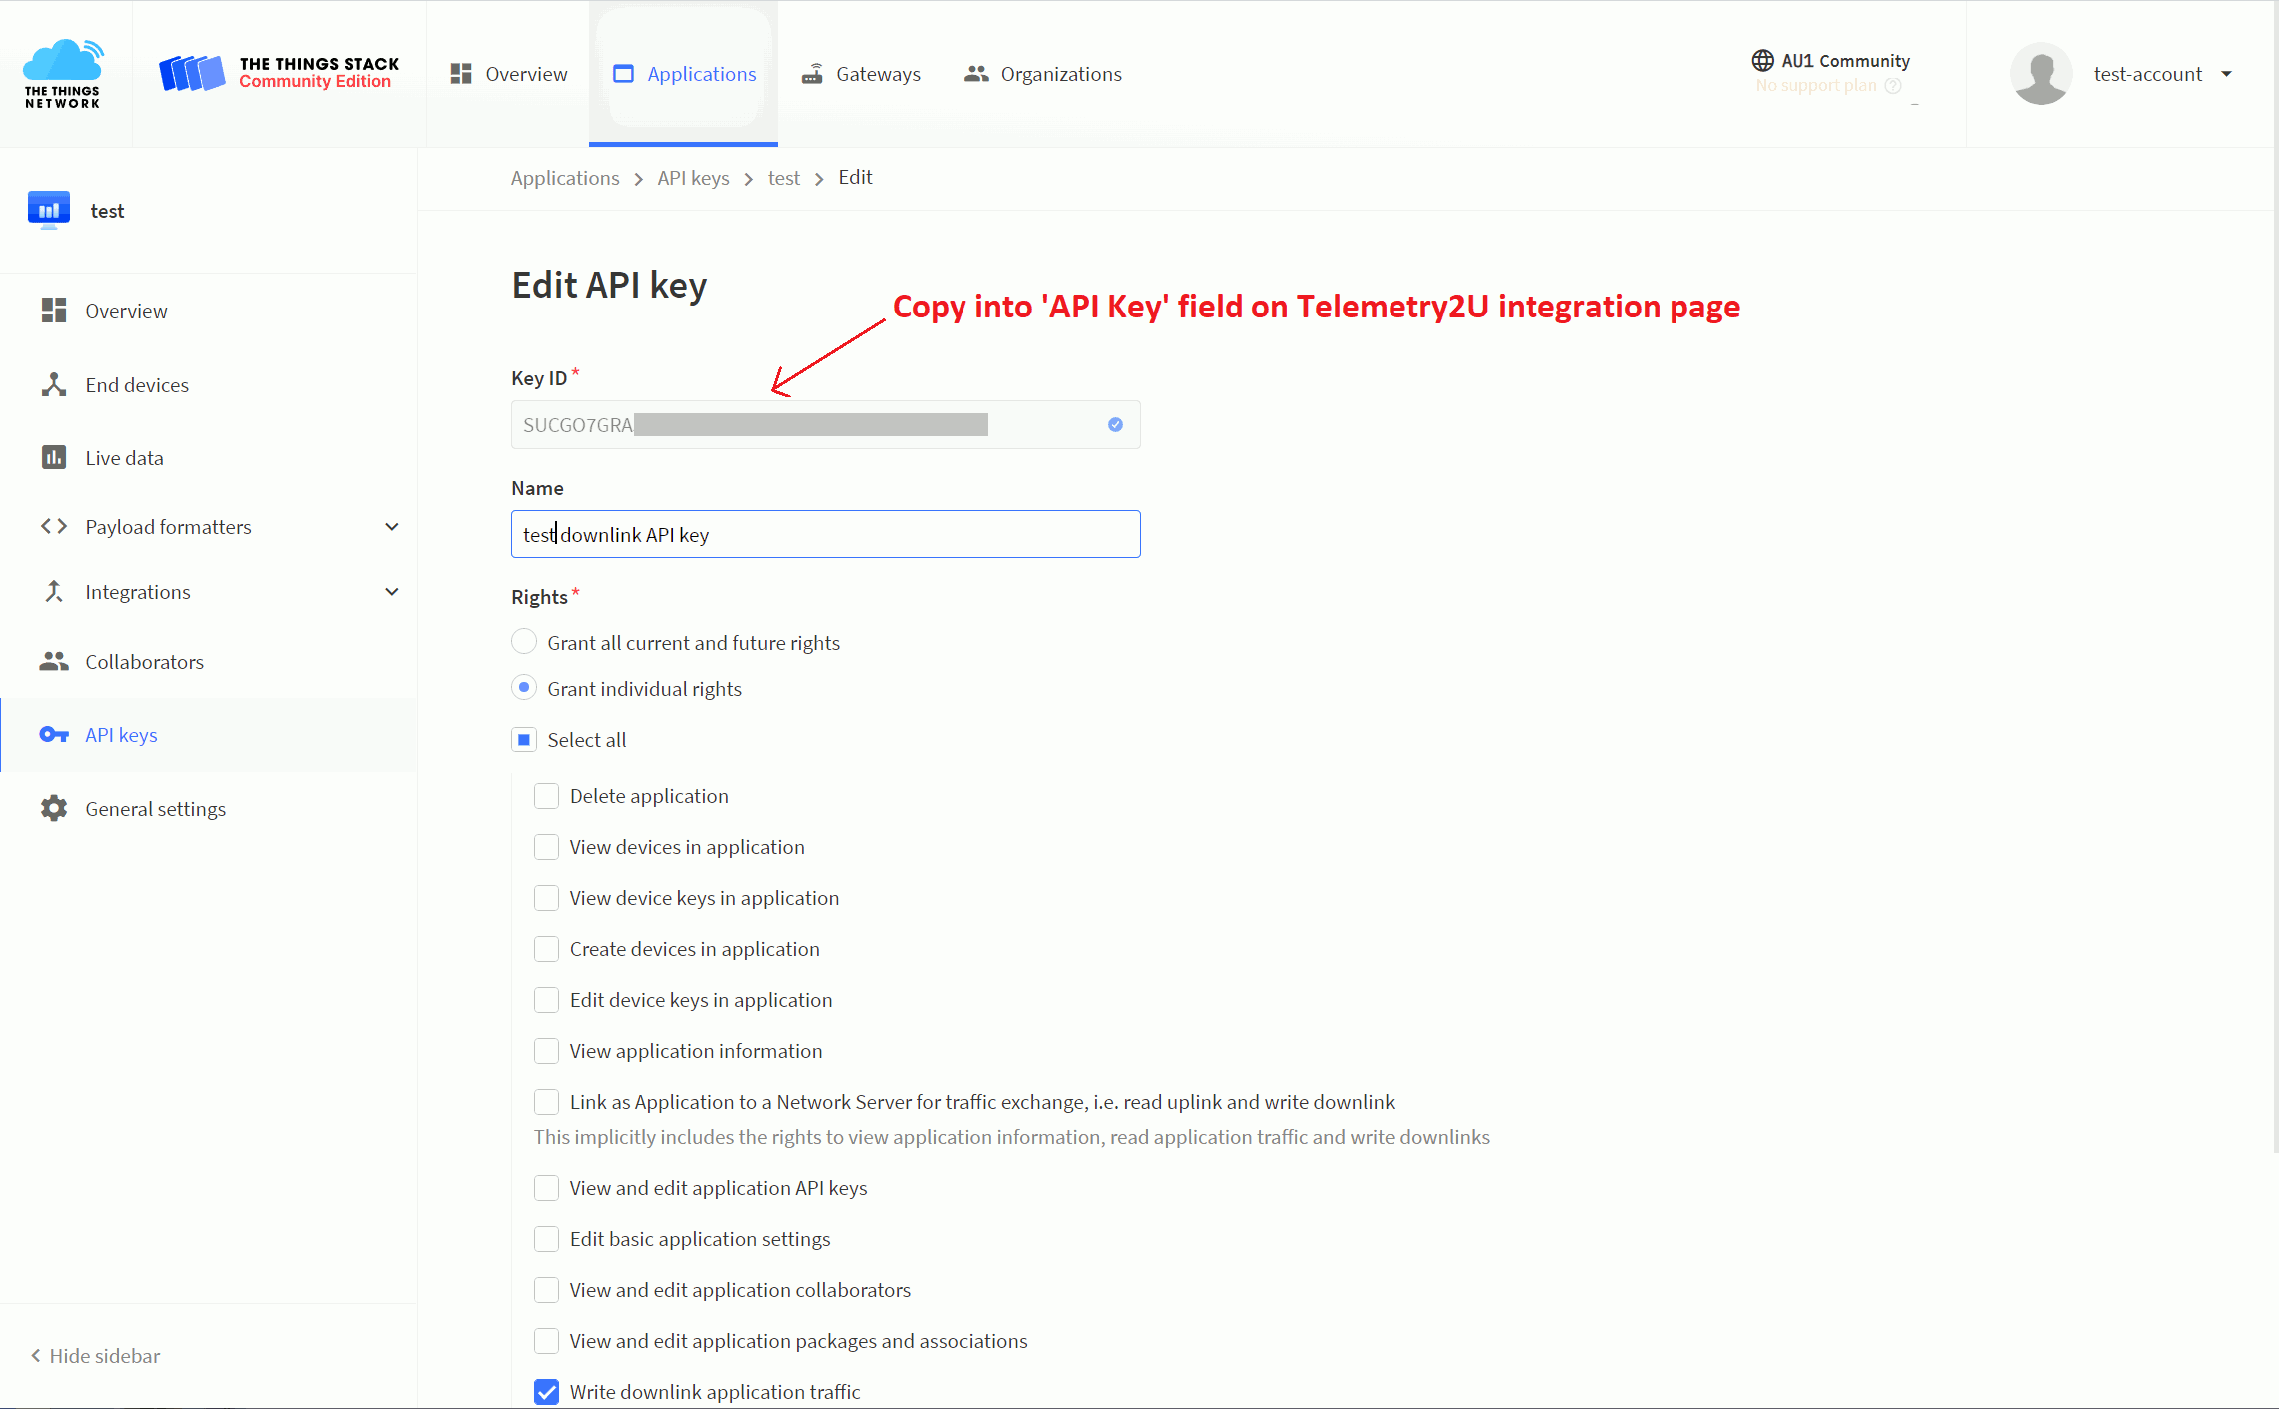 THE THINGS
NETWORK
THE THINGS STACK
Community Edition
Overview
Applications
Gateways
Organizations
AU1 Community
No support plan
test-account
test
Overview
End devices
Live data
Payload formatters
Integrations
Collaborators
API keys
General settings
Hide sidebar
Applications > API keys > test > Edit
Edit API key
Copy into 'API Key' field on Telemetry2U integration page
Key ID *
SUCGO7GRA
Name
test downlink API key
Rights *
Grant all current and future rights
Grant individual rights
Select all
Delete application
View devices in application
View device keys in application
Create devices in application
Edit device keys in application
View application information
Link as Application to a Network Server for traffic exchange, i.e. read uplink and write downlink
This implicitly includes the rights to view application information, read application traffic and write downlinks
View and edit application API keys
Edit basic application settings
View and edit application collaborators
View and edit application packages and associations
Write downlink application traffic